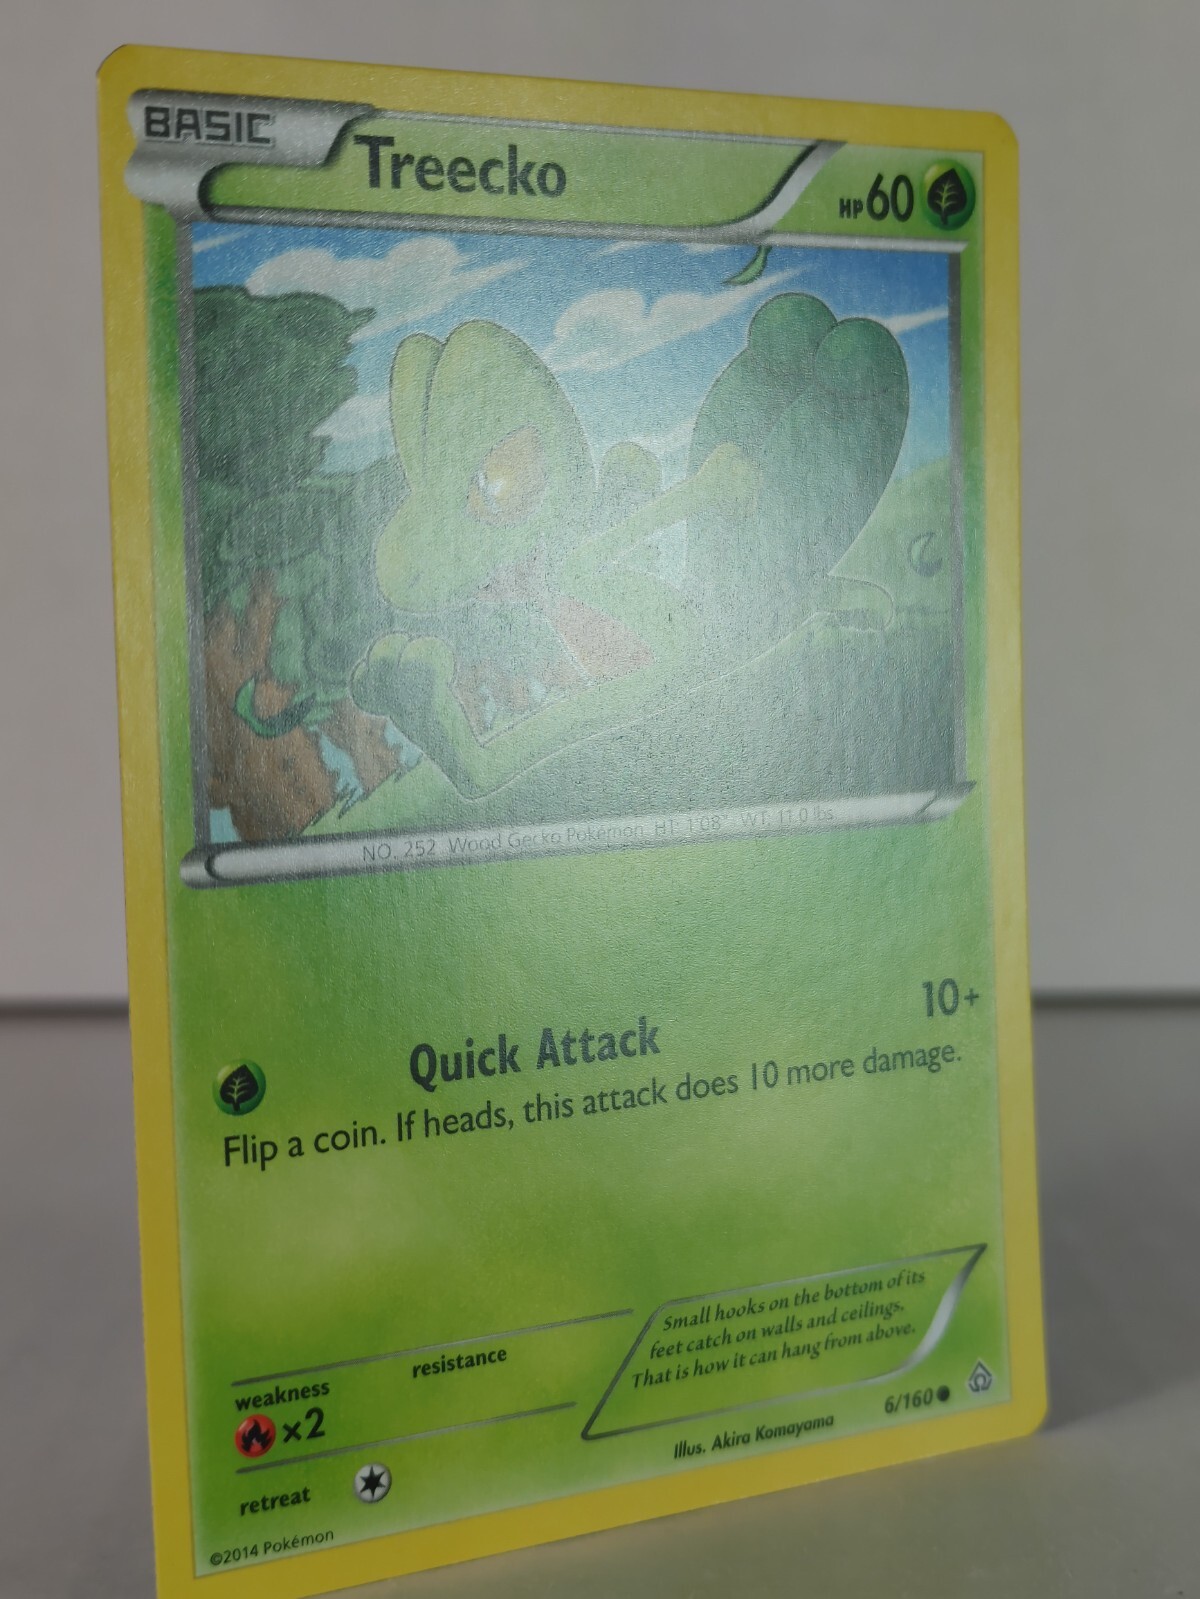 BASIC
Treecko
HP60
NO. 252 Wood Gecko Pokémon HT: 1'08" WT: 11.0 lbs.
Quick Attack
10+
Flip a coin. If heads, this attack does 10 more damage.
weakness
×2
resistance
retreat
Small hooks on the bottom of its
feet catch on walls and ceilings.
That is how it can hang from above.
Illus. Akira Komayama
6/160
©2014 Pokémon